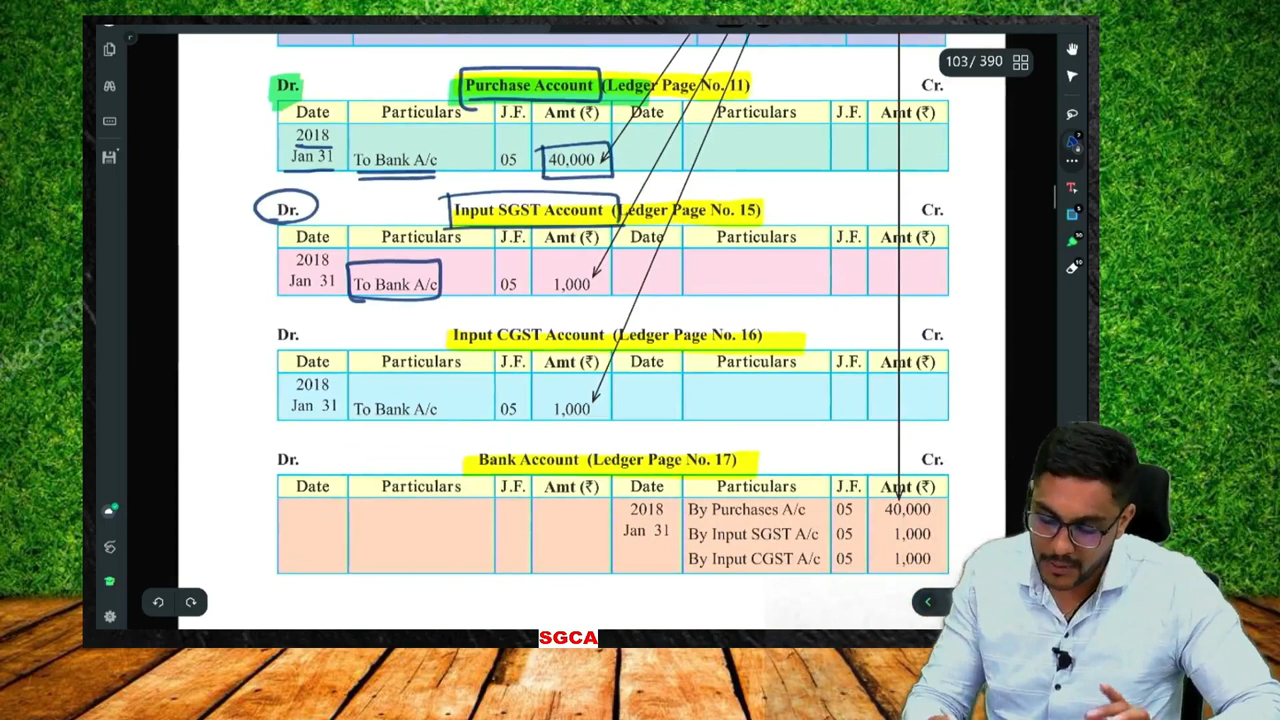 103/ 390
Dr. Purchase Account (Ledger Page No. 11) Cr.
Date Particulars J.F. Amt (₹) Date Particulars J.F. Amt (₹)
2018
Jan 31 To Bank A/c 05 40,000
Dr. Input SGST Account (Ledger Page No. 15) Cr.
Date Particulars J.F. Amt (₹) Date Particulars J.F. Amt (₹)
2018
Jan 31 To Bank A/c 05 1,000
Dr. Input CGST Account (Ledger Page No. 16) Cr.
Date Particulars J.F. Amt (₹) Date Particulars J.F. Amt (₹)
2018
Jan 31 To Bank A/c 05 1,000
Dr. Bank Account (Ledger Page No. 17) Cr.
Date Particulars J.F. Amt (₹) Date Particulars J.F. Amt (₹)
2018 By Purchases A/c 05 40,000
Jan 31 By Input SGST A/c 05 1,000
By Input CGST A/c 05 1,000
SGCA